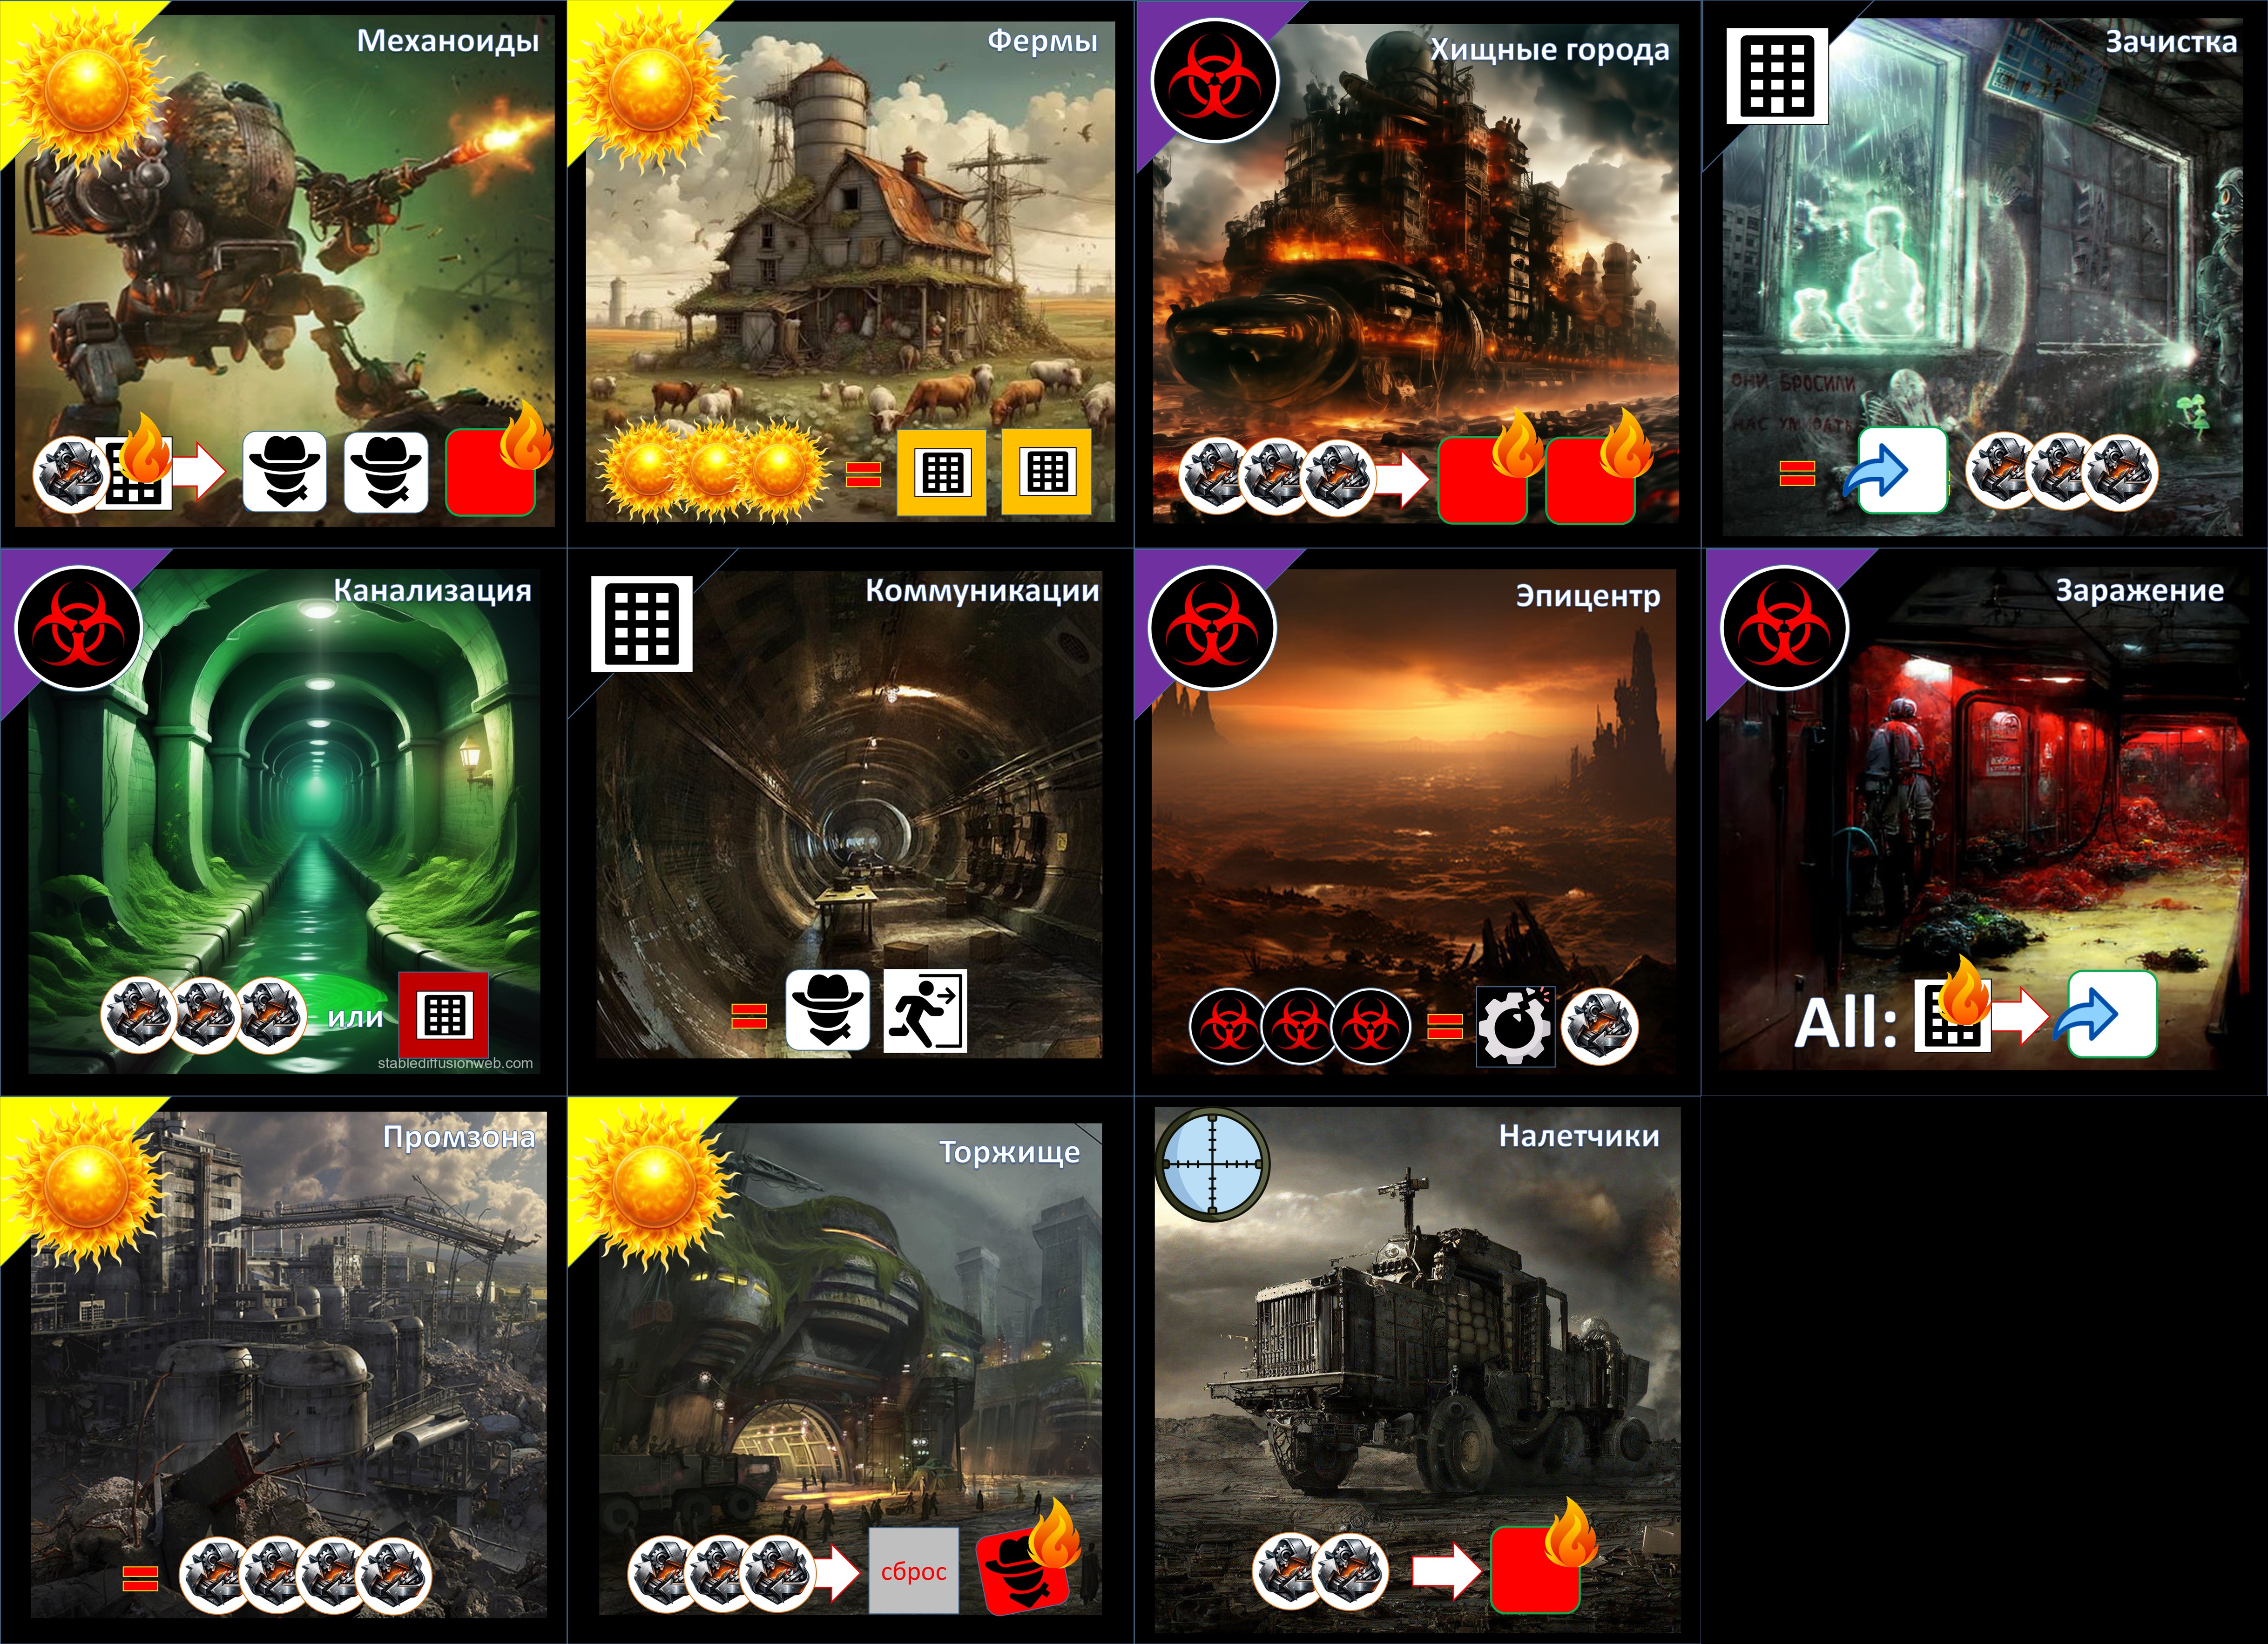 Механоиды
Фермы
Хищные города
Зачистка
ОНИ БРОСИЛИ
НАС УМИРАТЬ
Канализация
или
stablediffusionweb.com
Коммуникации
Эпицентр
Заражение
All:
Промзона
Торжище
сброс
Налетчики